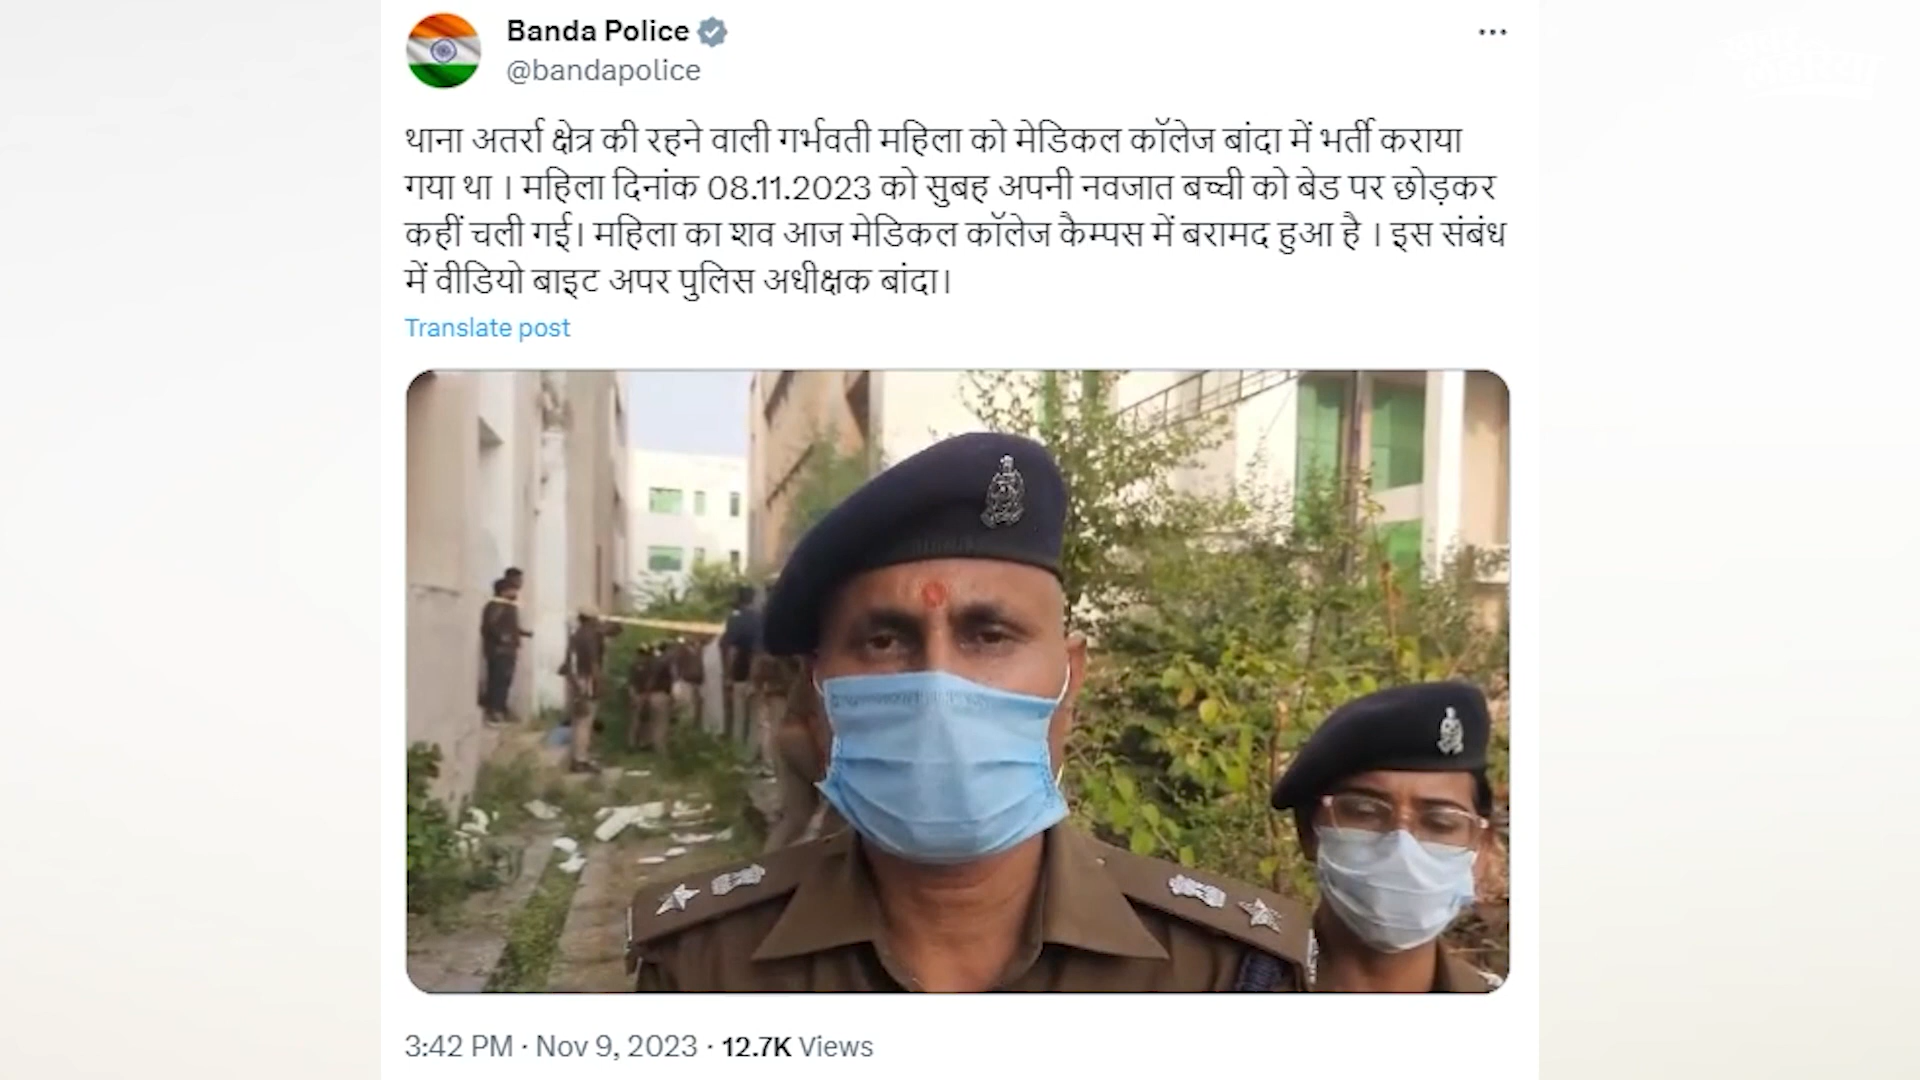 Banda Police
@bandapolice
थाना अतर्रा क्षेत्र की रहने वाली गर्भवती महिला को मेडिकल कॉलेज बांदा में भर्ती कराया
गया था । महिला दिनांक 08.11.2023 को सुबह अपनी नवजात बच्ची को बेड पर छोड़कर
कहीं चली गई। महिला का शव आज मेडिकल कॉलेज कैम्पस में बरामद हुआ है । इस संबंध
में वीडियो बाइट अपर पुलिस अधीक्षक बांदा।
Translate post
3:42 PM · Nov 9, 2023 · 12.7K Views